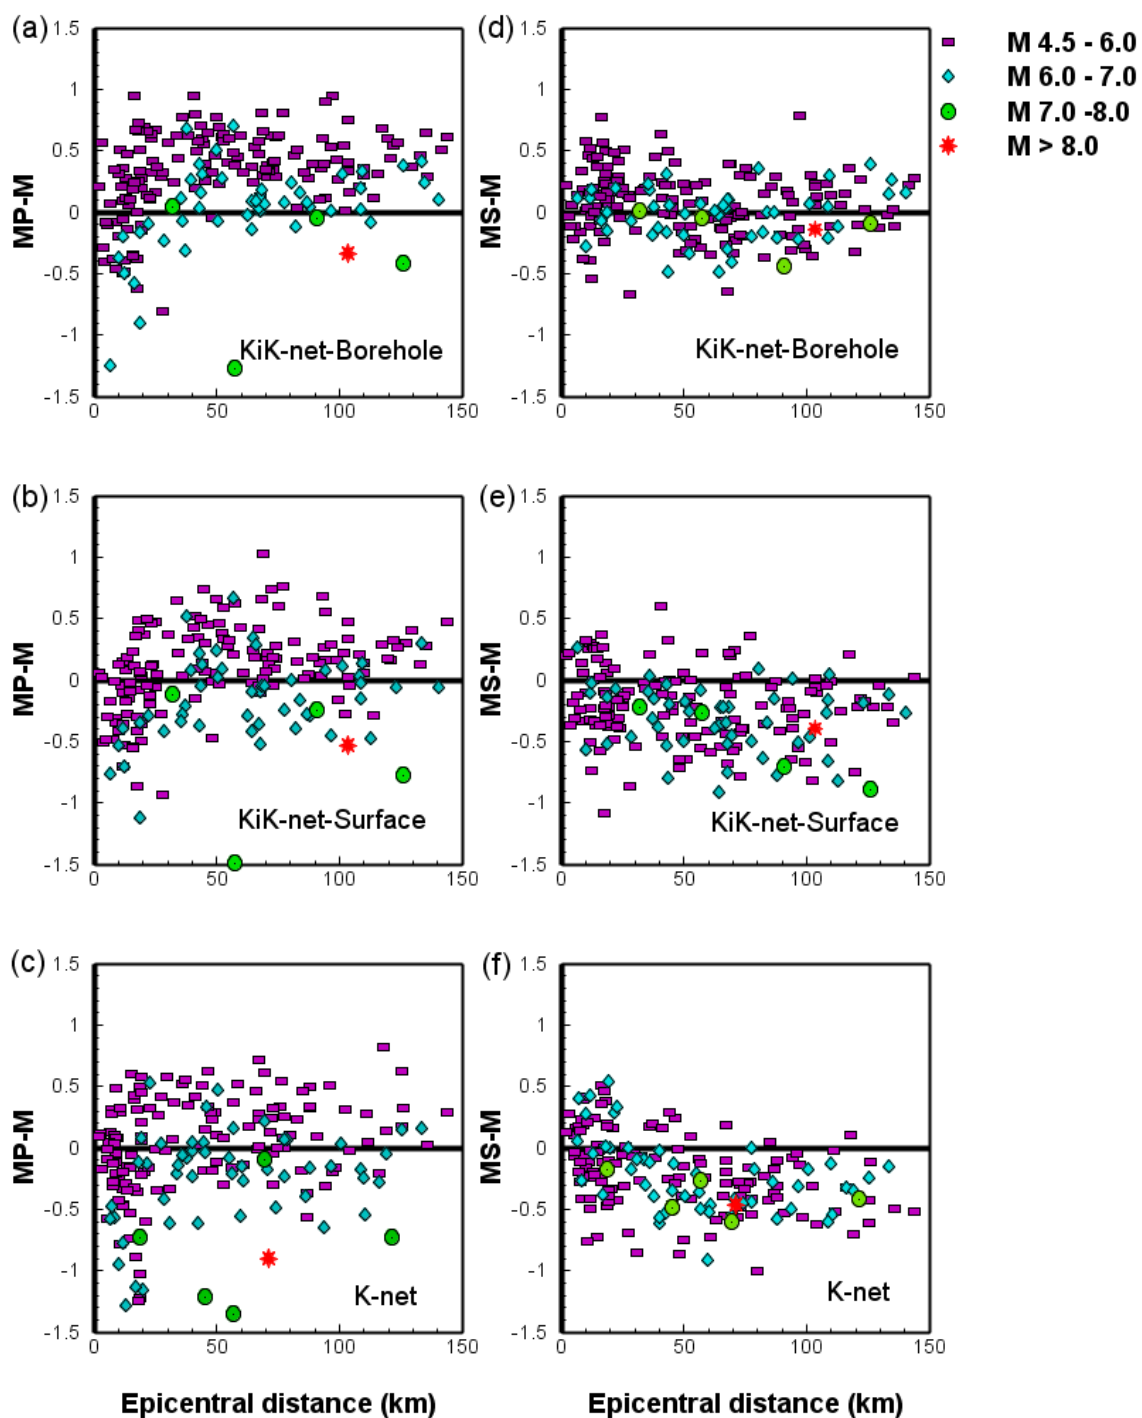 (a)
1.5
1
0.5
0
-0.5
-1
-1.5
MP-M
KiK-net-Borehole
0 50 100 150
(d)
1.5
1
0.5
0
-0.5
-1
-1.5
MS-M
KiK-net-Borehole
0 50 100 150
M 4.5 - 6.0
M 6.0 - 7.0
M 7.0 -8.0
M > 8.0
(b)
1.5
1
0.5
0
-0.5
-1
-1.5
MP-M
KiK-net-Surface
0 50 100 150
(e)
1.5
1
0.5
0
-0.5
-1
-1.5
MS-M
KiK-net-Surface
0 50 100 150
(c)
1.5
1
0.5
0
-0.5
-1
-1.5
MP-M
K-net
0 50 100 150
Epicentral distance (km)
(f)
1.5
1
0.5
0
-0.5
-1
-1.5
MS-M
K-net
0 50 100 150
Epicentral distance (km)